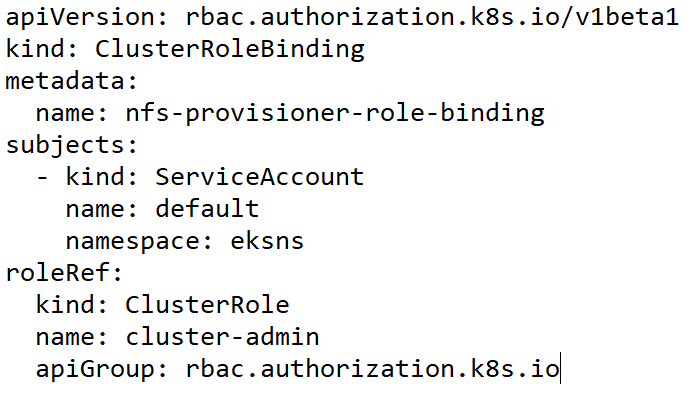 apiVersion: rbac.authorization.k8s.io/v1beta1
kind: ClusterRoleBinding
metadata:
  name: nfs-provisioner-role-binding
subjects:
  - kind: ServiceAccount
    name: default
    namespace: eksns
roleRef:
  kind: ClusterRole
  name: cluster-admin
  apiGroup: rbac.authorization.k8s.io